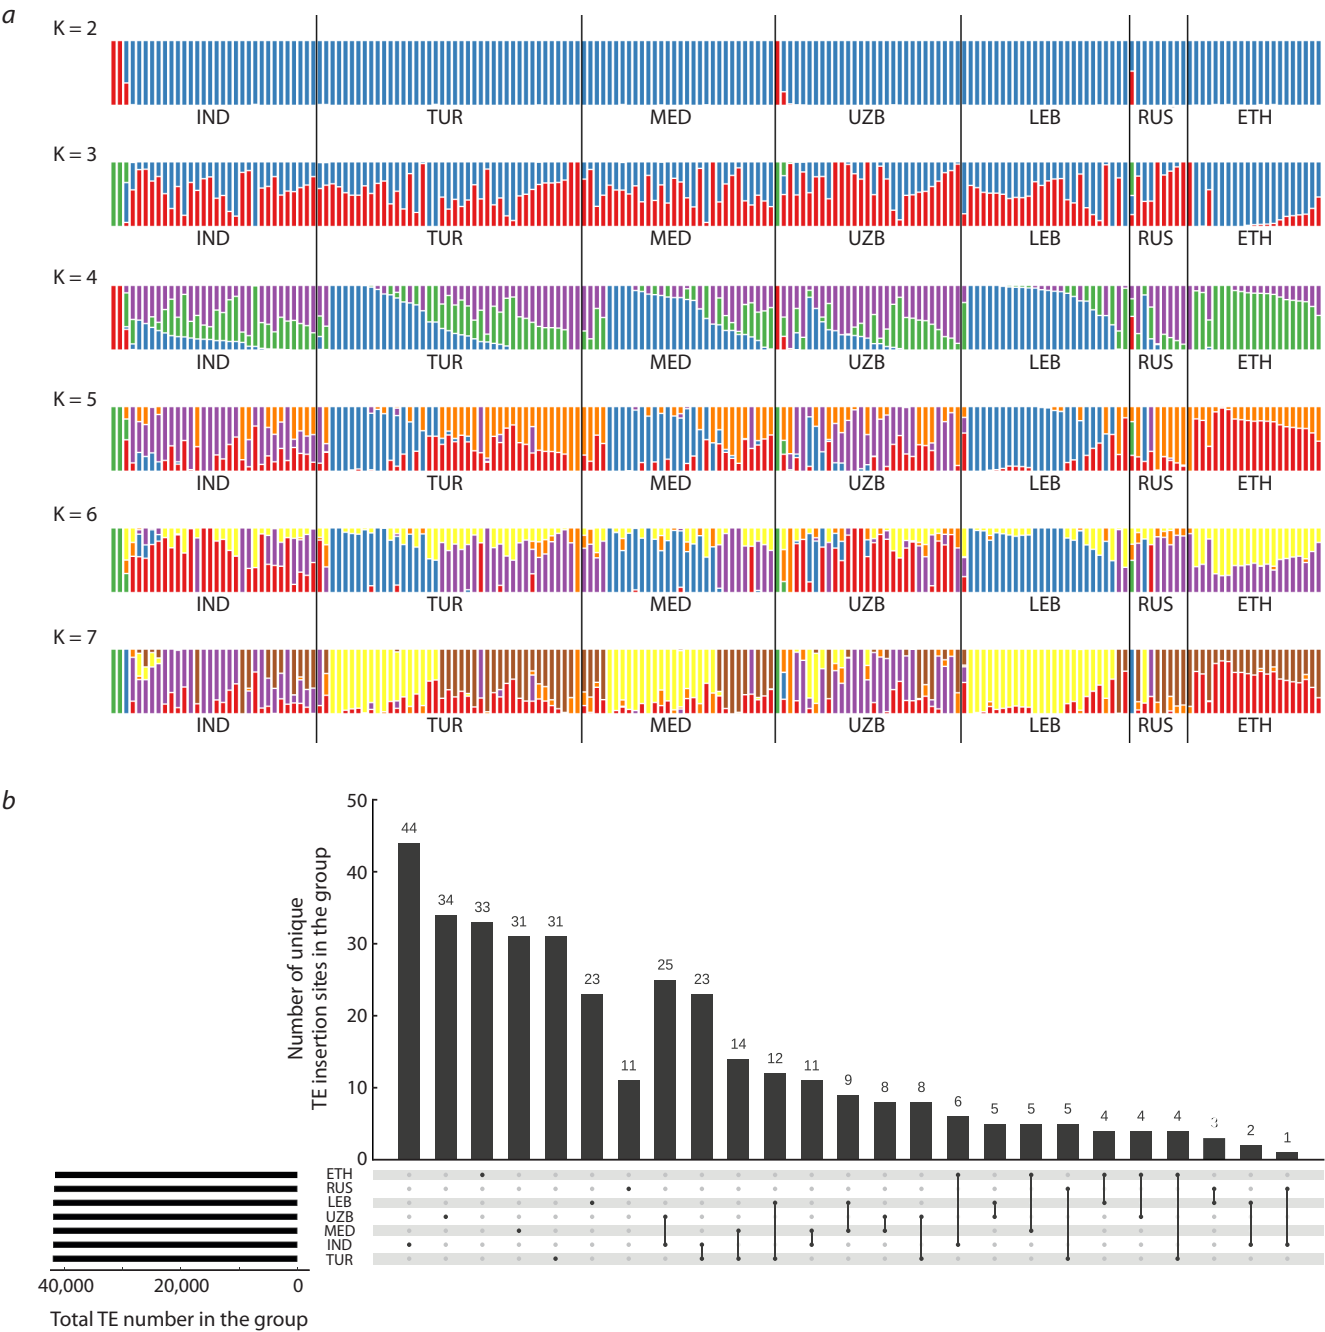 a
K = 2
IND TUR MED UZB LEB RUS ETH
K = 3
IND TUR MED UZB LEB RUS ETH
K = 4
IND TUR MED UZB LEB RUS ETH
K = 5
IND TUR MED UZB LEB RUS ETH
K = 6
IND TUR MED UZB LEB RUS ETH
K = 7
IND TUR MED UZB LEB RUS ETH
b
Number of unique
TE insertion sites in the group
50
40
30
20
10
0
44 34 33 31 31 23 11 25 23 14 12 11 9 8 8 6 5 5 5 4 4 4 3 2 1
ETH
RUS
LEB
UZB
MED
IND
TUR
40,000 20,000 0
Total TE number in the group